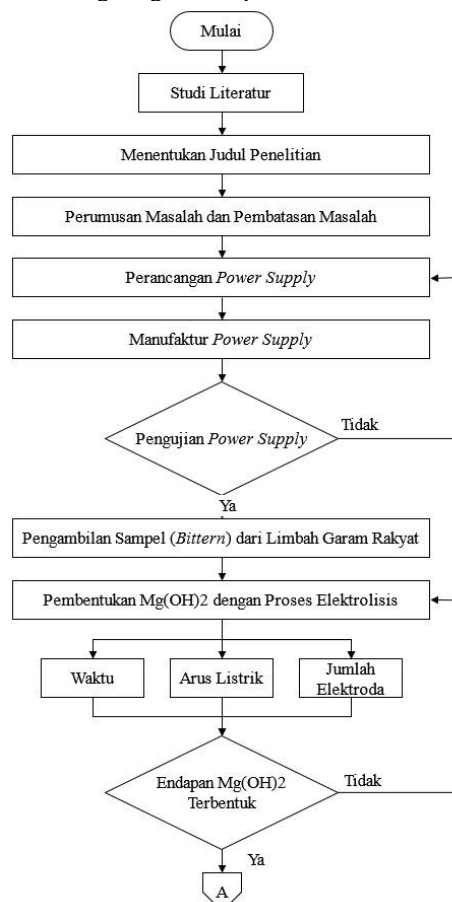 Mulai
Studi Literatur
Menentukan Judul Penelitian
Perumusan Masalah dan Pembatasan Masalah
Perancangan Power Supply
Manufaktur Power Supply
Pengujian Power Supply
Tidak
Ya
Pengambilan Sampel (Bittern) dari Limbah Garam Rakyat
Pembentukan Mg(OH)2 dengan Proses Elektrolisis
Waktu
Arus Listrik
Jumlah
Elektroda
Endapan Mg(OH)2
Terbentuk
Tidak
Ya
A